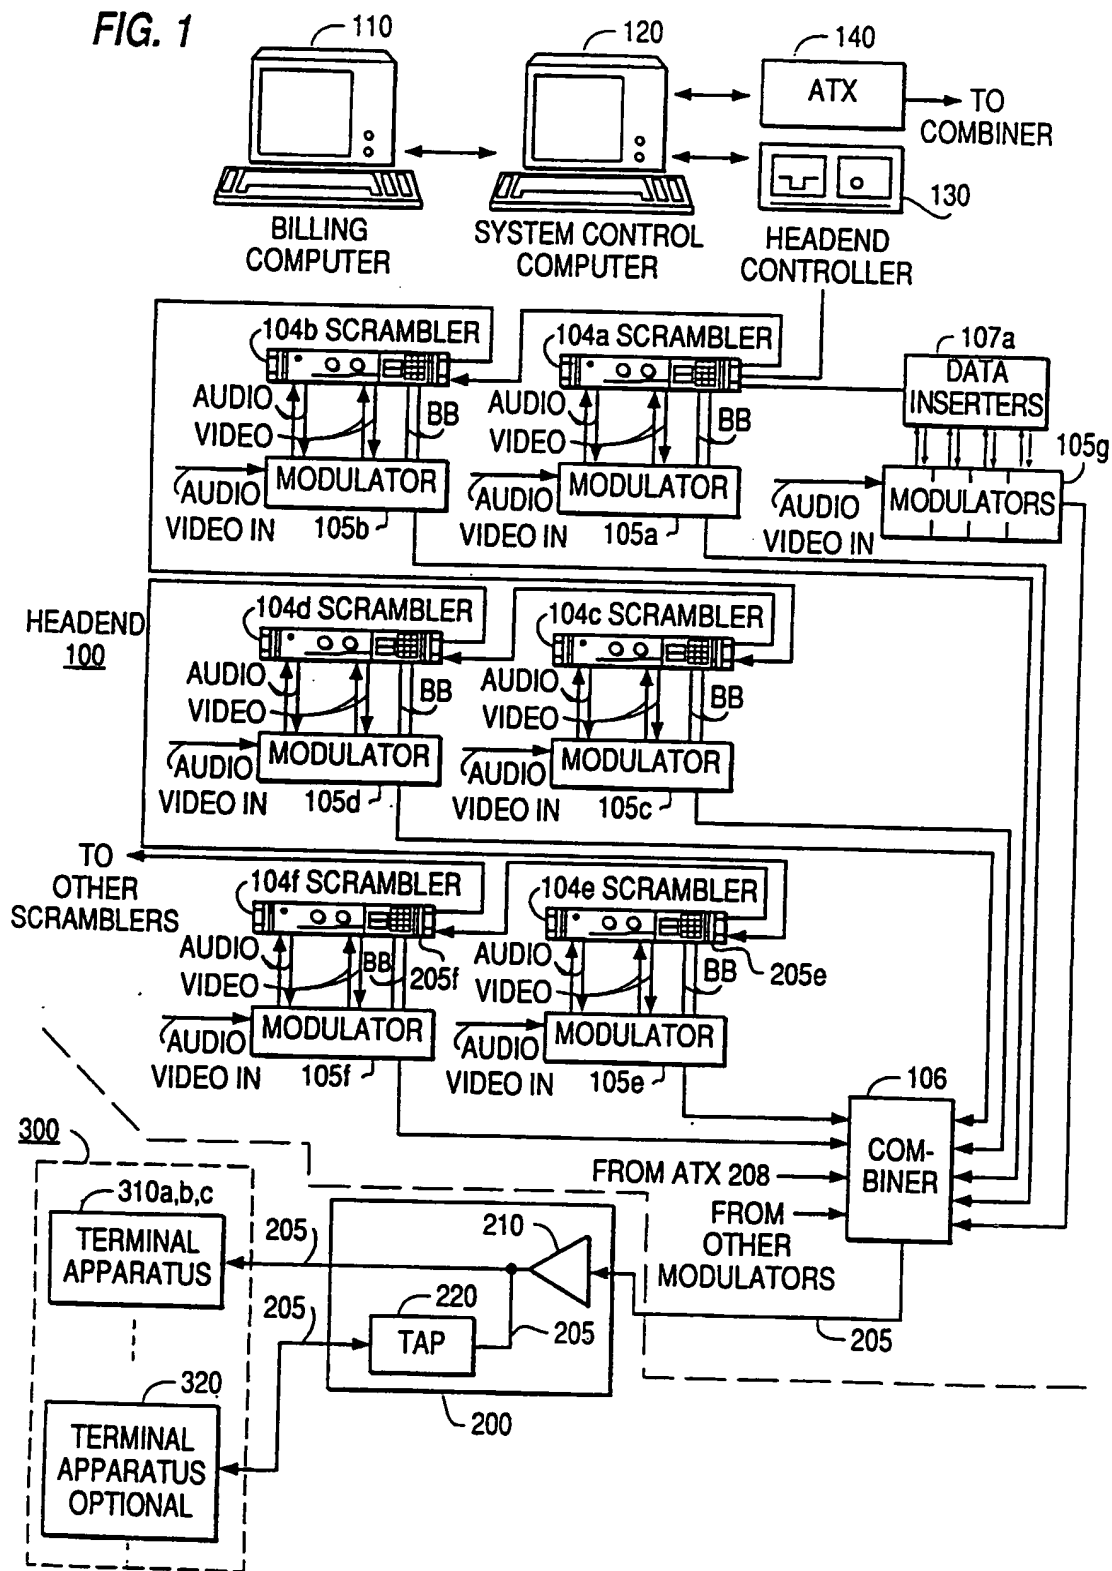 FIG. 1
110
120
140
ATX
TO
COMBINER
130
BILLING
COMPUTER
SYSTEM CONTROL
COMPUTER
HEADEND
CONTROLLER
104b SCRAMBLER
104a SCRAMBLER
107a
DATA
INSERTERS
AUDIO
VIDEO
BB
AUDIO
VIDEO
BB
105g
MODULATOR
MODULATOR
MODULATORS
AUDIO
VIDEO IN
105b
AUDIO
VIDEO IN
105a
AUDIO
VIDEO IN
HEADEND
100
104d SCRAMBLER
104c SCRAMBLER
AUDIO
VIDEO
BB
AUDIO
VIDEO
BB
MODULATOR
MODULATOR
AUDIO
VIDEO IN
105d
AUDIO
VIDEO IN
105c
TO
OTHER
SCRAMBLERS
104f SCRAMBLER
104e SCRAMBLER
AUDIO
VIDEO
BB
205f
AUDIO
VIDEO
BB
205e
MODULATOR
MODULATOR
AUDIO
VIDEO IN
105f
AUDIO
VIDEO IN
105e
106
COM-
BINER
FROM ATX 208
FROM
OTHER
MODULATORS
300
310a,b,c
TERMINAL
APPARATUS
205
210
220
TAP
205
205
205
200
320
TERMINAL
APPARATUS
OPTIONAL